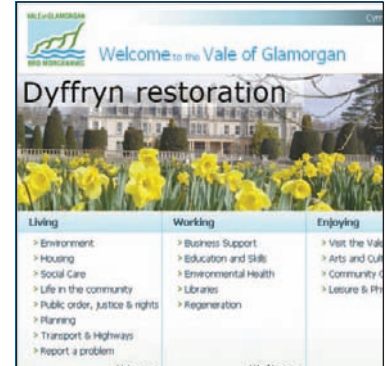 VALE of GLAMORGAN
BRO MORGANNWG
Welcome to the Vale of Glamorgan
Dyffryn restoration
Living
> Environment
> Housing
> Social Care
> Life in the community
> Public order, justice & rights
> Planning
> Transport & Highways
> Report a problem
Working
> Business Support
> Education and Skills
> Environmental Health
> Libraries
> Regeneration
Enjoying
> Visit the Vale
> Arts and Cult
> Community
> Leisure & Ph